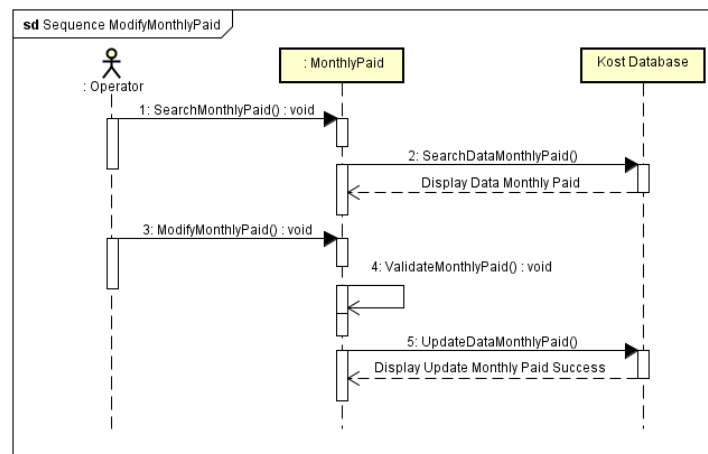 sd Sequence ModifyMonthlyPaid
: Operator
: MonthlyPaid
Kost Database
1: SearchMonthlyPaid() : void
2: SearchDataMonthlyPaid()
Display Data Monthly Paid
3: ModifyMonthlyPaid() : void
4: ValidateMonthlyPaid() : void
5: UpdateDataMonthlyPaid()
Display Update Monthly Paid Success